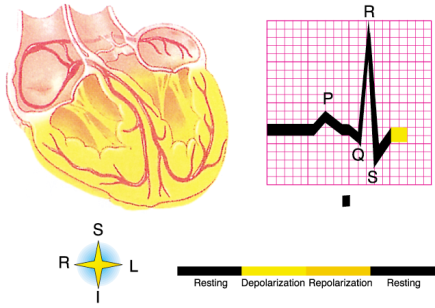 R
P
Q
S
S
R
L
I
Resting Depolarization Repolarization Resting